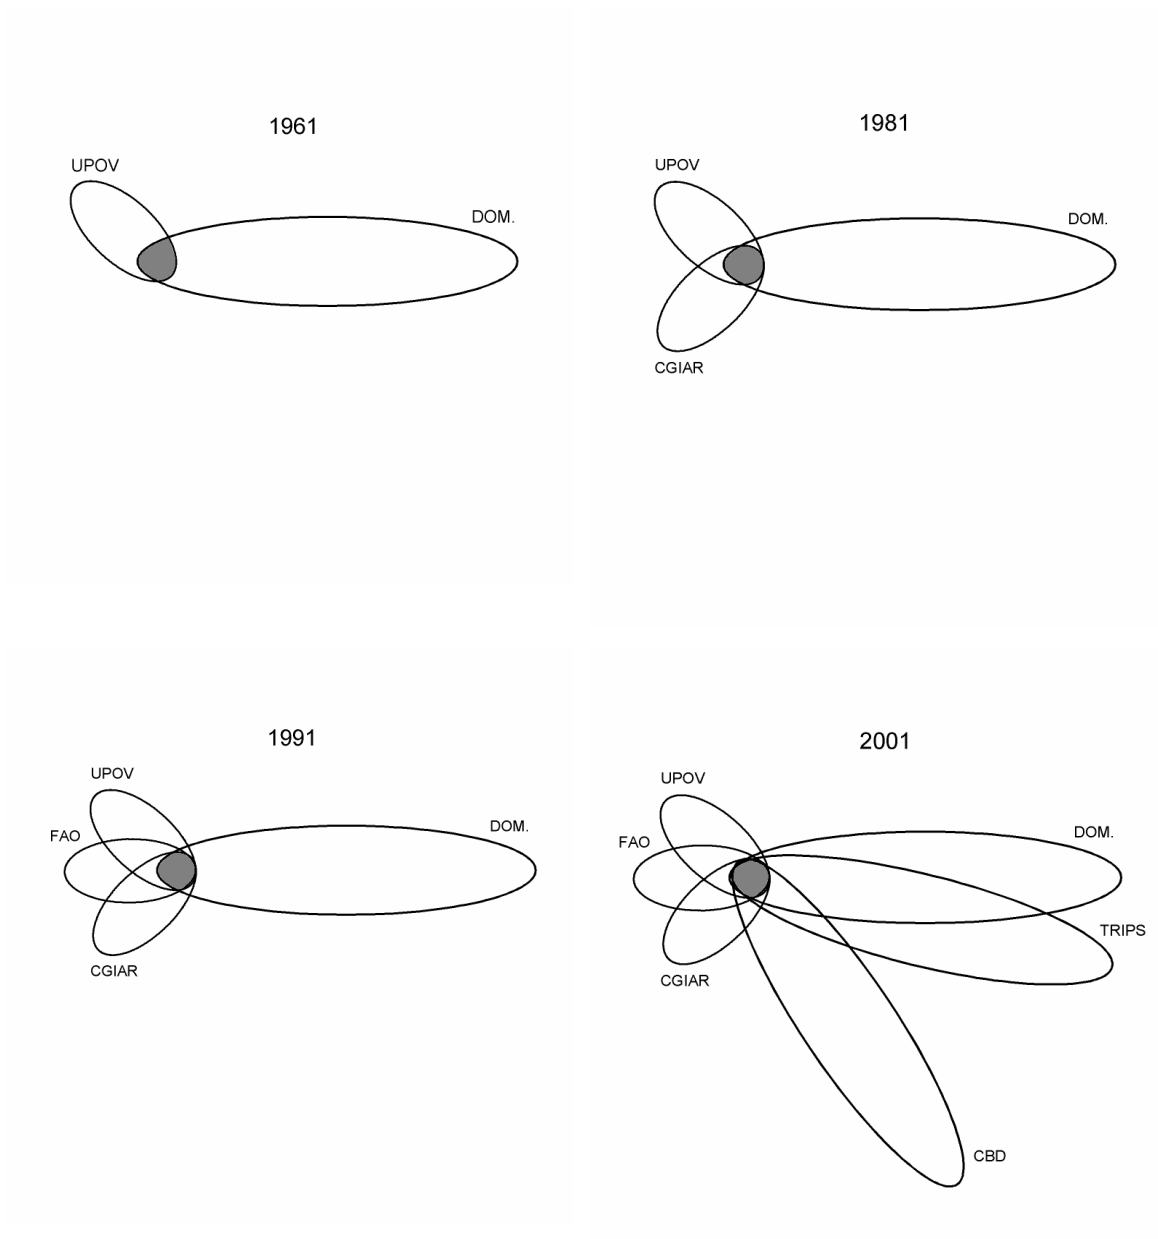 1961
UPOV
DOM.
1981
UPOV
DOM.
CGIAR
1991
UPOV
FAO
DOM.
CGIAR
2001
UPOV
FAO
DOM.
TRIPS
CGIAR
CBD